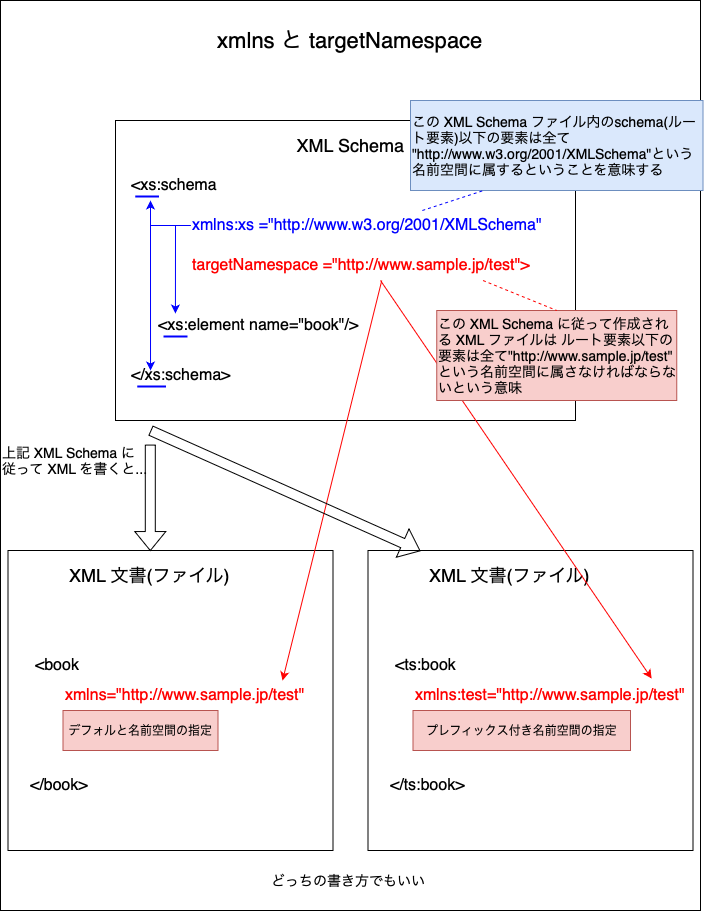 xmlns と targetNamespace
XML Schema
この XML Schema ファイル内のschema(ルー
ト要素)以下の要素は全て
"http://www.w3.org/2001/XMLSchema"という
名前空間に属するということを意味する
<xs:schema
xmlns:xs ="http://www.w3.org/2001/XMLSchema"
targetNamespace ="http://www.sample.jp/test">
<xs:element name="book"/>
</xs:schema>
この XML Schema に従って作成され
る XML ファイルは ルート要素以下の
要素は全て"http://www.sample.jp/test"
という名前空間に属さなければならな
いという意味
上記 XML Schema に
従って XML を書くと...
XML 文書(ファイル)
<book
xmlns="http://www.sample.jp/test"
デフォルと名前空間の指定
</book>
XML 文書(ファイル)
<ts:book
xmlns:test="http://www.sample.jp/test"
プレフィックス付き名前空間の指定
</ts:book>
どっちの書き方でもいい